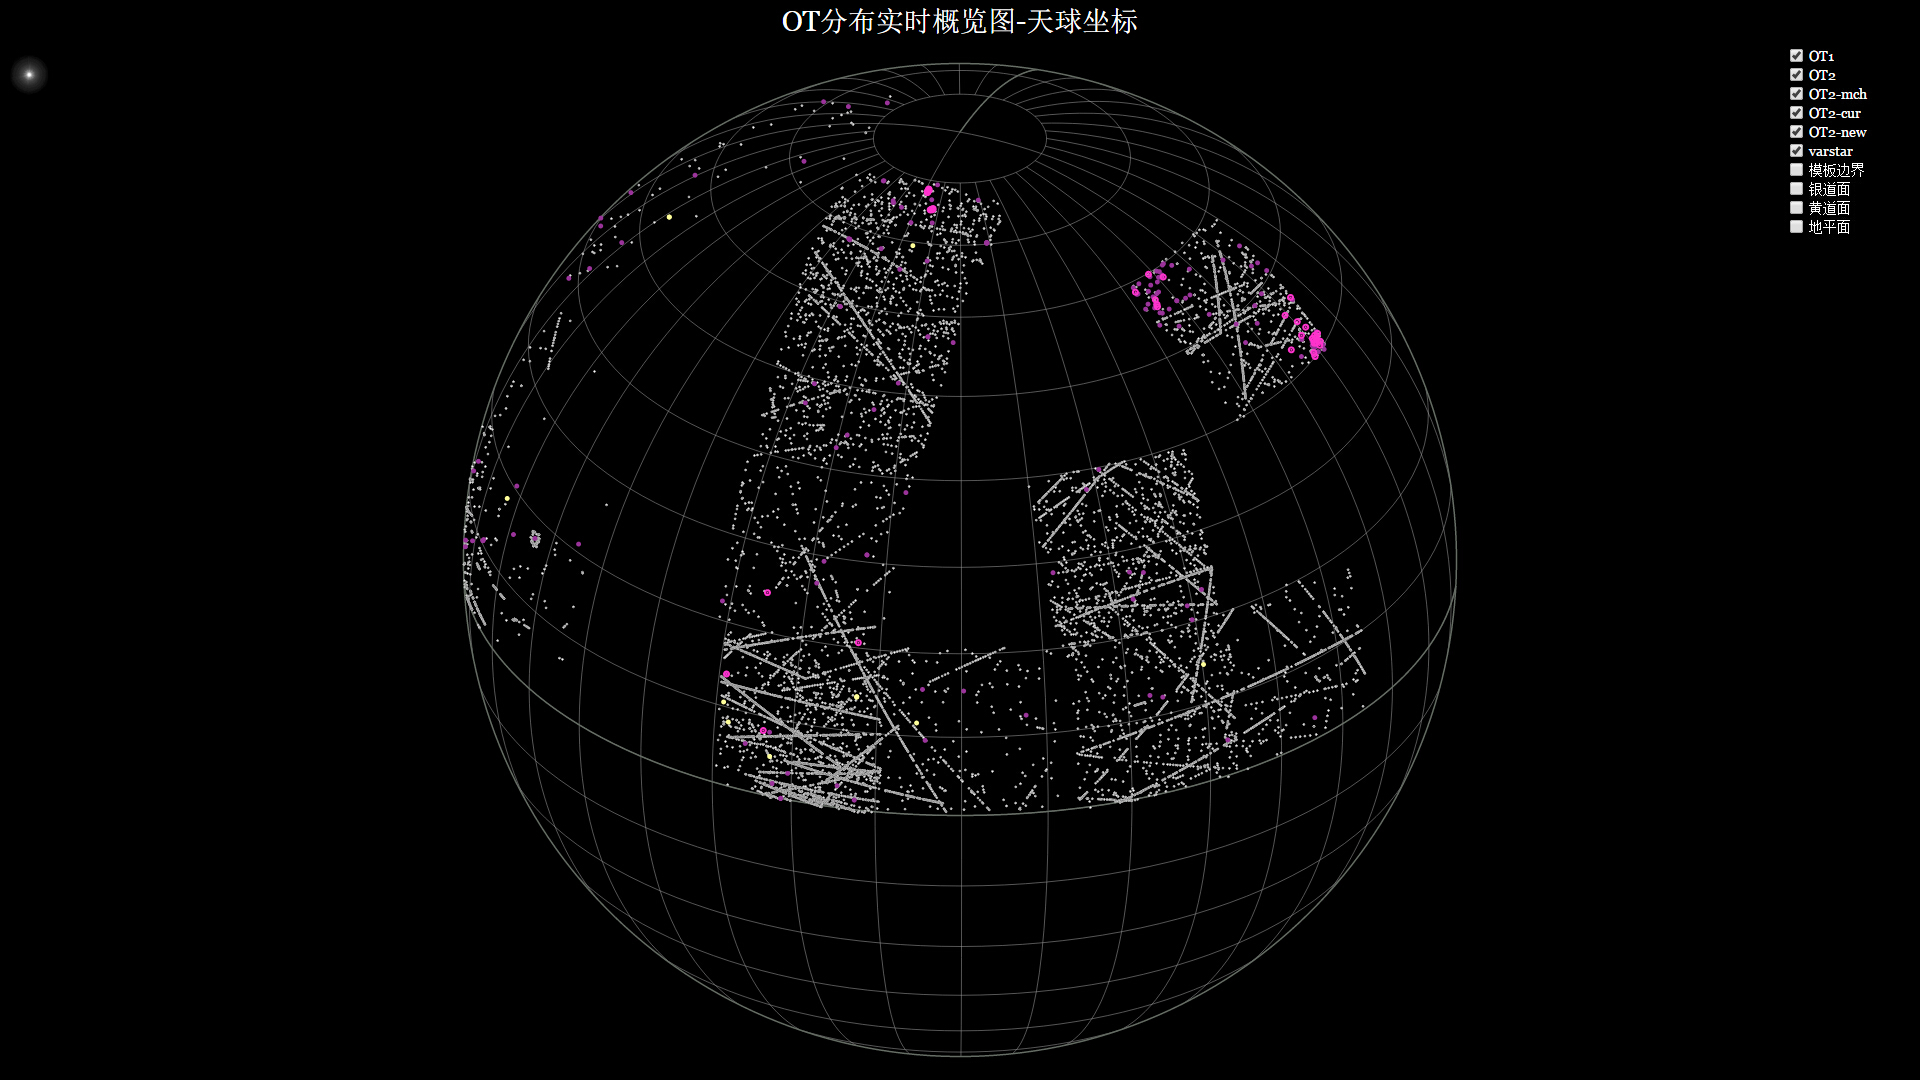 OT分布实时概览图-天球坐标
OT1
OT2
OT2-mch
OT2-cur
OT2-new
varstar
模板边界
银道面
黄道面
地平面